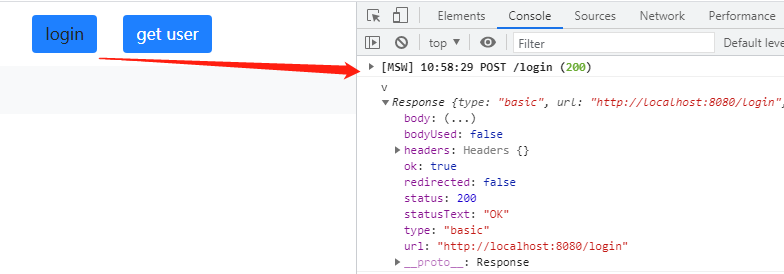 login
get user
Elements
Console
Sources
Network
Performance
top
Filter
Default leve
[MSW] 10:58:29 POST /login (200)
v
Response {type: "basic", url: "http://localhost:8080/login",
body: (...)
bodyUsed: false
headers: Headers {}
ok: true
redirected: false
status: 200
statusText: "OK"
type: "basic"
url: "http://localhost:8080/login"
__proto__: Response